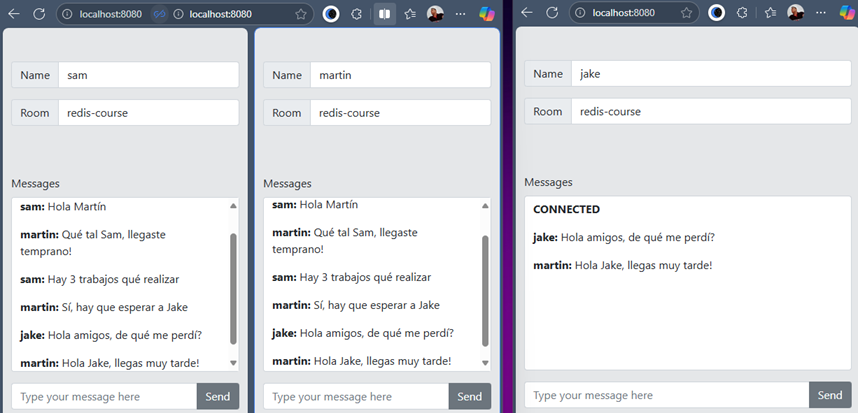 localhost:8080
localhost:8080
Name
sam
Room
redis-course
Messages
sam: Hola Martín
martin: Qué tal Sam, llegaste
temprano!
sam: Hay 3 trabajos qué realizar
martin: Sí, hay que esperar a Jake
jake: Hola amigos, de qué me perdí?
martin: Hola Jake, llegas muy tarde!
Type your message here
Send
Name
martin
Room
redis-course
Messages
sam: Hola Martín
martin: Qué tal Sam, llegaste
temprano!
sam: Hay 3 trabajos qué realizar
martin: Sí, hay que esperar a Jake
jake: Hola amigos, de qué me perdí?
martin: Hola Jake, llegas muy tarde!
Type your message here
Send
localhost:8080
Name
jake
Room
redis-course
Messages
CONNECTED
jake: Hola amigos, de qué me perdí?
martin: Hola Jake, llegas muy tarde!
Type your message here
Send